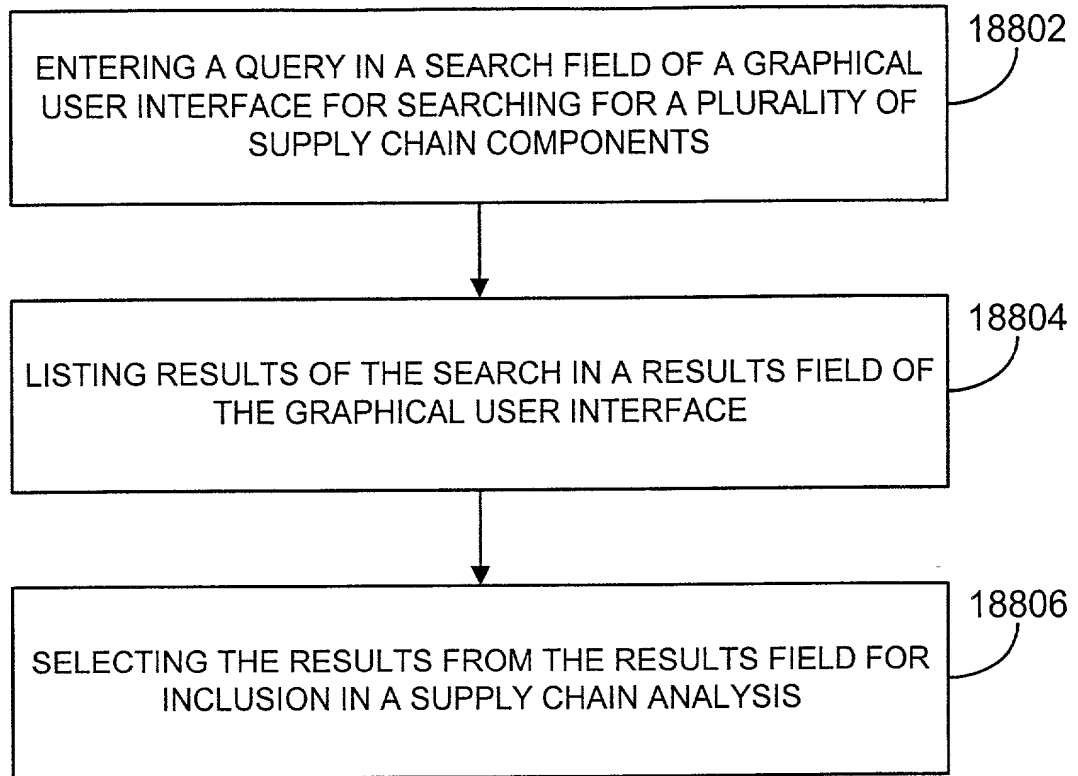 18802
ENTERING A QUERY IN A SEARCH FIELD OF A GRAPHICAL
USER INTERFACE FOR SEARCHING FOR A PLURALITY OF
SUPPLY CHAIN COMPONENTS
18804
LISTING RESULTS OF THE SEARCH IN A RESULTS FIELD OF
THE GRAPHICAL USER INTERFACE
18806
SELECTING THE RESULTS FROM THE RESULTS FIELD FOR
INCLUSION IN A SUPPLY CHAIN ANALYSIS